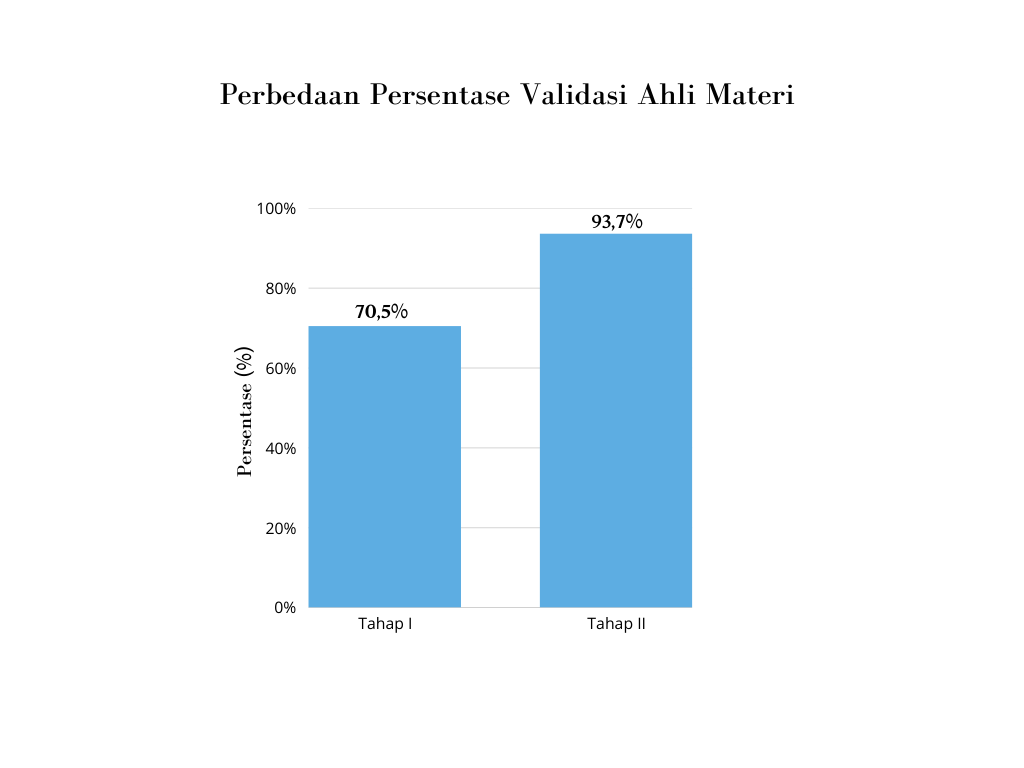 Perbedaan Persentase Validasi Ahli Materi
100%
93,7%
80%
70,5%
Persentase (%)
60%
40%
20%
0%
Tahap I
Tahap II